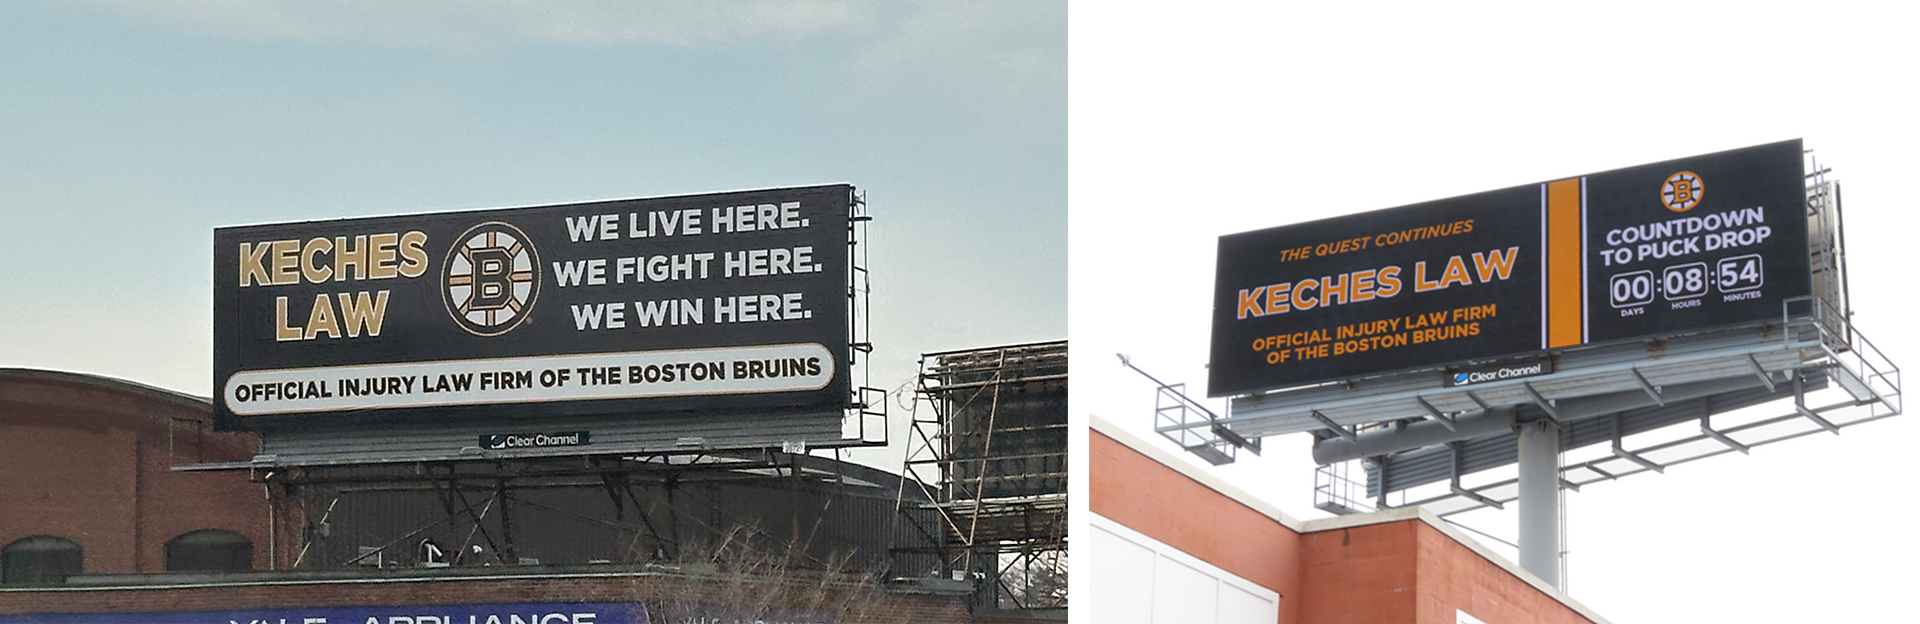 KECHES
LAW
B
WE LIVE HERE.
WE FIGHT HERE.
WE WIN HERE.
OFFICIAL INJURY LAW FIRM OF THE BOSTON BRUINS
Clear Channel
APPLIANCE
THE QUEST CONTINUES
KECHES LAW
OFFICIAL INJURY LAW FIRM
OF THE BOSTON BRUINS
B
COUNTDOWN
TO PUCK DROP
00:08:54
DAYS HOURS MINUTES
Clear Channel